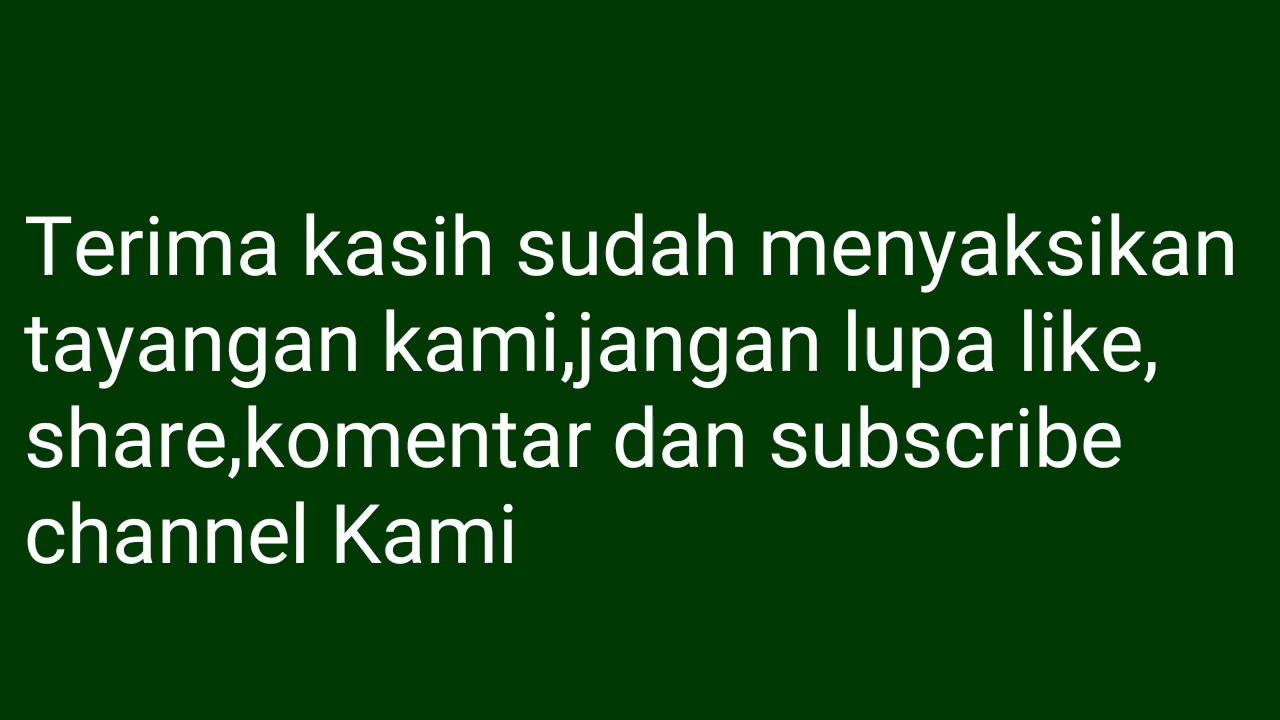 Terima kasih sudah menyaksikan
tayangan kami,jangan lupa like,
share,komentar dan subscribe
channel Kami